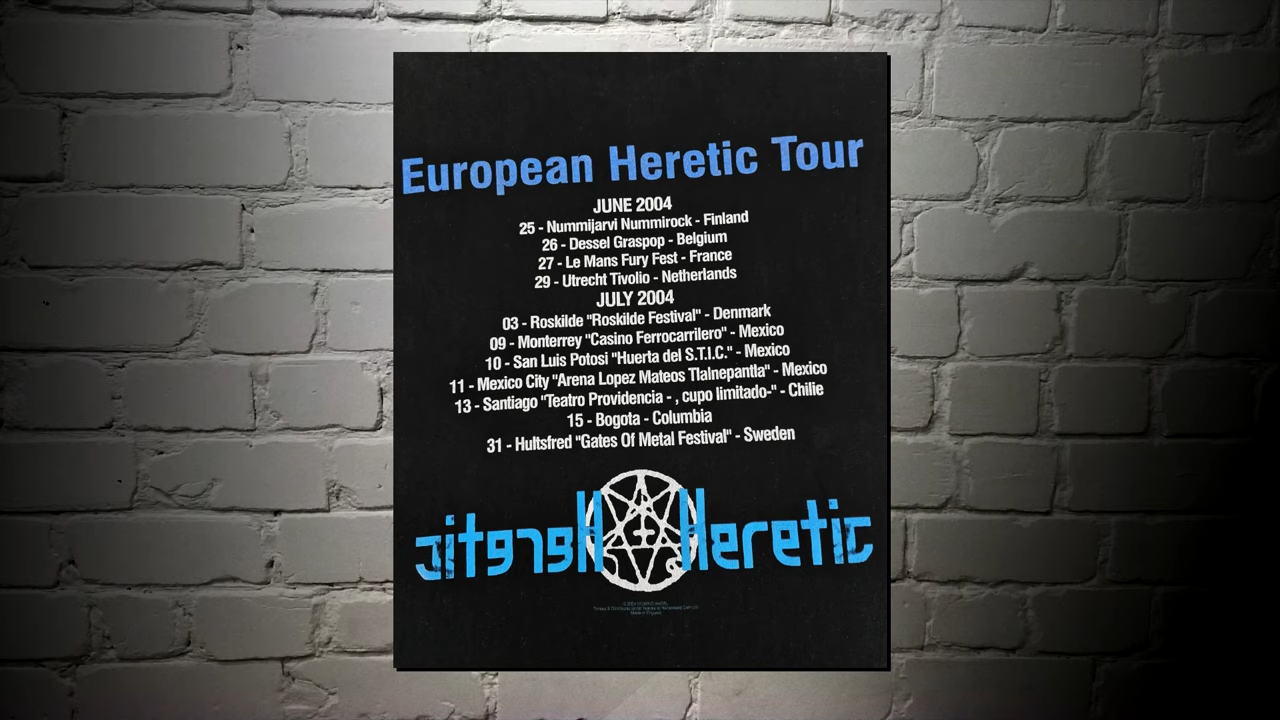 European Heretic Tour
JUNE 2004
25 - Nummijarvi Nummirock - Finland
26 - Dessel Graspop - Belgium
27 - Le Mans Fury Fest - France
29 - Utrecht Tivolio - Netherlands
JULY 2004
03 - Roskilde "Roskilde Festival" - Denmark
09 - Monterrey "Casino Ferrocarrilero" - Mexico
10 - San Luis Potosi "Huerta del S.T.I.C." - Mexico
11 - Mexico City "Arena Lopez Mateos Tlalnepantla" - Mexico
13 - Santiago "Teatro Providencia - , cupo limitado-" - Chilie
15 - Bogota - Columbia
31 - Hultsfred "Gates Of Metal Festival" - Sweden
Heretic Heretic